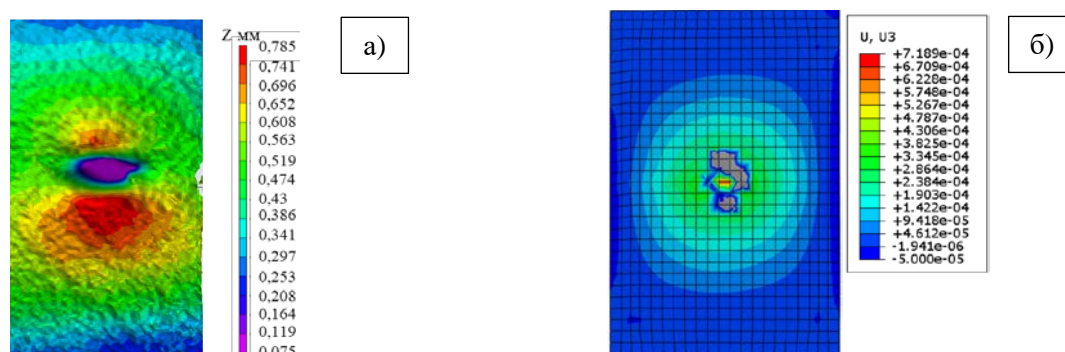 Z мм
0,785
0,741
0,696
0,652
0,608
0,563
0,519
0,474
0,43
0,386
0,341
0,297
0,253
0,208
0,164
0,119
0,075
а)
U, U3
+7.189e-04
+6.709e-04
+6.228e-04
+5.748e-04
+5.267e-04
+4.787e-04
+4.306e-04
+3.825e-04
+3.345e-04
+2.864e-04
+2.384e-04
+1.903e-04
+1.422e-04
+9.418e-05
+4.612e-05
-1.941e-06
-5.000e-05
б)